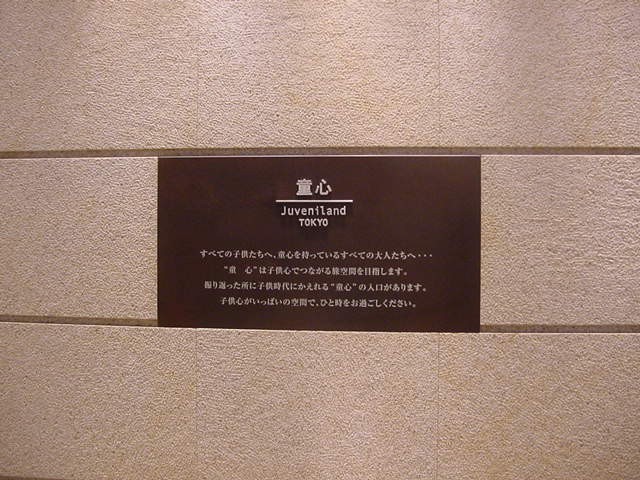 童心
Juveniland
TOKYO
すべての子供たちへ、童心を持っているすべての大人たちへ・・・
“童　心”は子供心でつながる旅空間を目指します。
振り返った所に子供時代にかえれる“童心”の入口があります。
子供心がいっぱいの空間で、ひと時をお過ごしください。